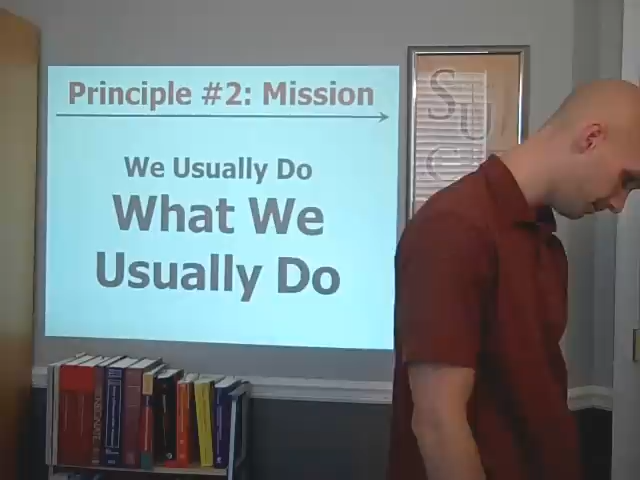 Principle #2: Mission
We Usually Do
What We
Usually Do
S
U
C